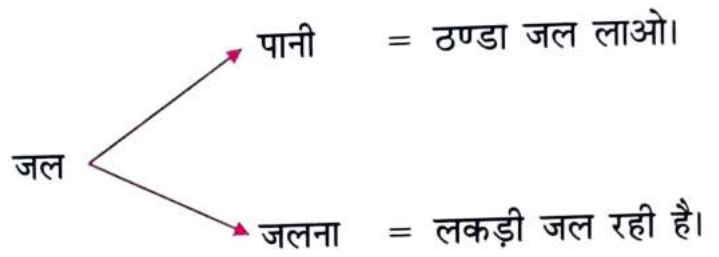 पानी = ठण्डा जल लाओ।
जल
जलना = लकड़ी जल रही है।